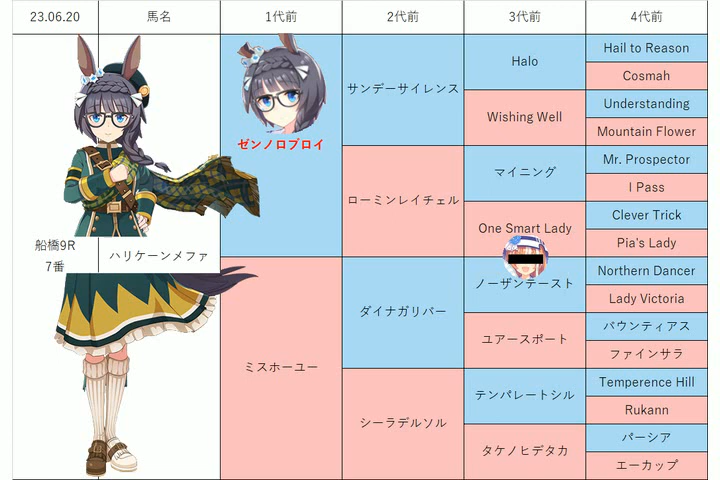 23.06.20
馬名
1代前
2代前
3代前
4代前
船橋9R
7番
ハリケーンメファ
ゼンノロブロイ
ミスホーユー
サンデーサイレンス
ローミンレイチェル
ダイナガリバー
シーラデルソル
Halo
Wishing Well
マイニング
One Smart Lady
ノーザンテースト
ユアースポート
テンパレートシル
タケノヒデタカ
Hail to Reason
Cosmah
Understanding
Mountain Flower
Mr. Prospector
I Pass
Clever Trick
Pia's Lady
Northern Dancer
Lady Victoria
バウンティアス
ファインサラ
Temperence Hill
Rukann
パーシア
エーカップ